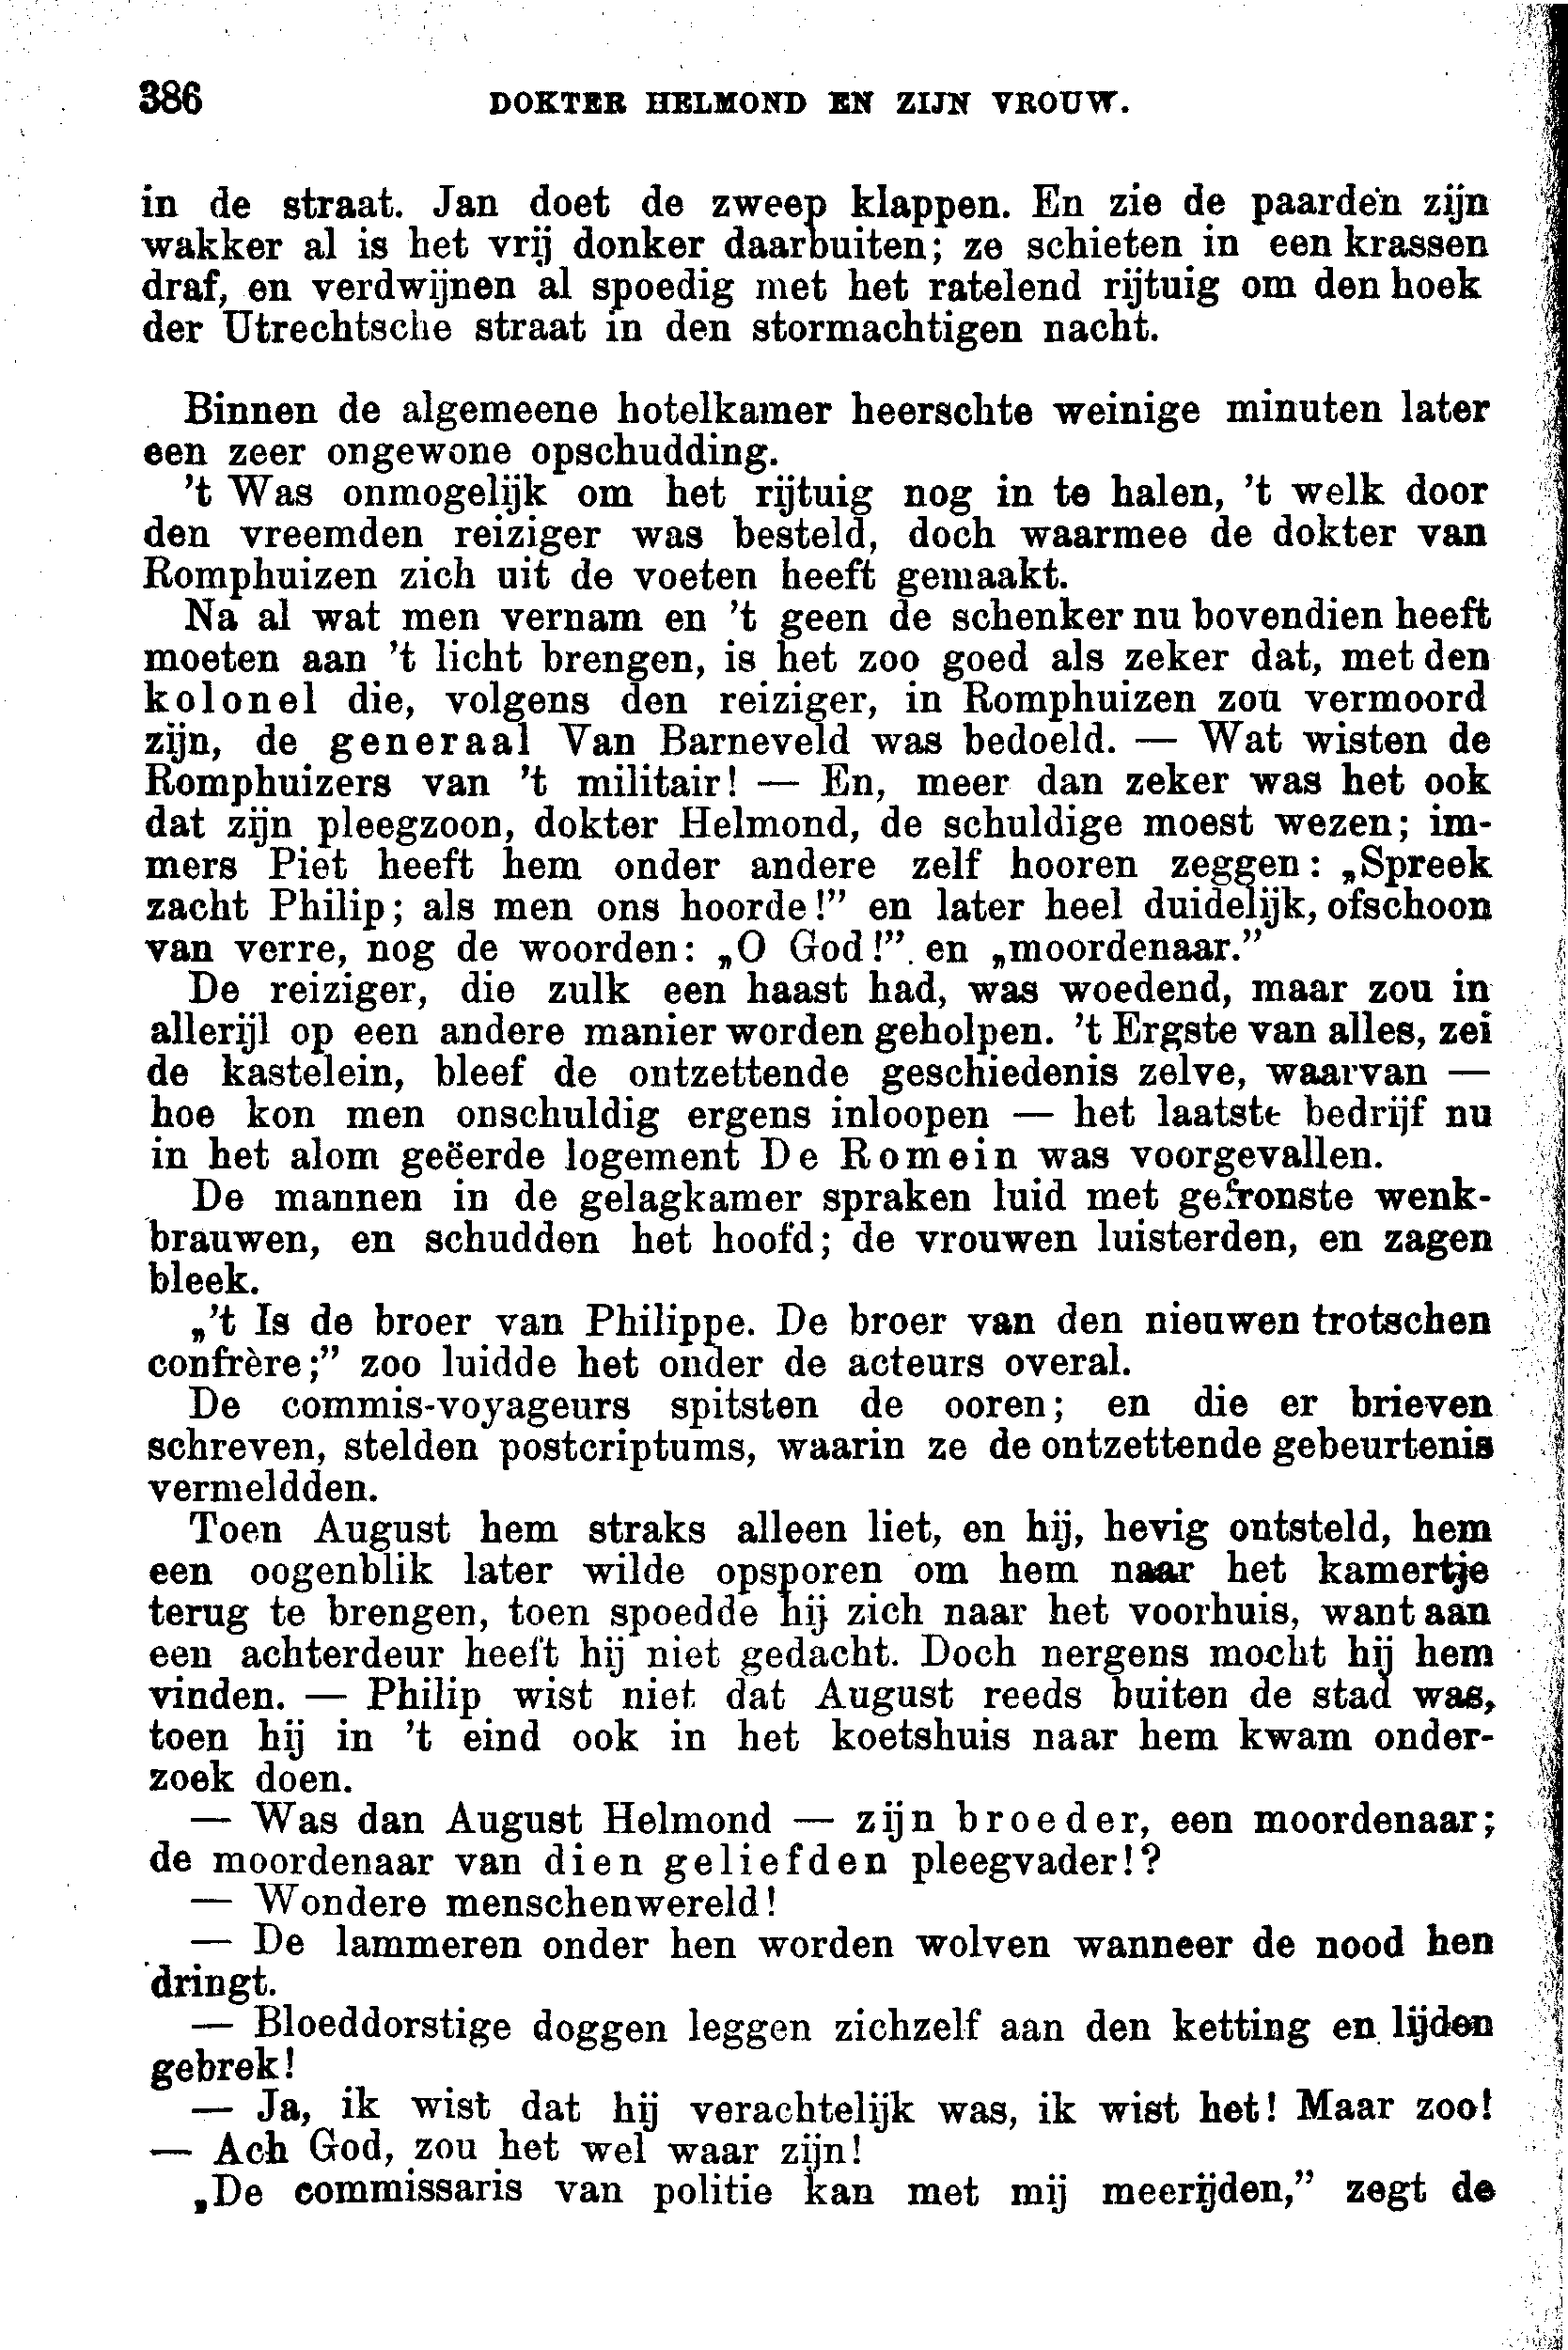 386 DOKTER HELMOND EN ZIJN VROUW.
in de straat. Jan doet de zweep klappen. En zie de paarden zijn
wakker al is het vrij donker daarbuiten; ze schieten in een krassen
draf, en verdwijnen al spoedig met het ratelend rijtuig om den hoek
der Utrechtsche straat in den stormachtigen nacht.
Binnen de algemeene hotelkamer heerschte weinige minuten later
een zeer ongewone opschudding.
't Was onmogelijk om het rijtuig nog in te halen, 't welk door
den vreemden reiziger was besteld, doch waarmee de dokter van
Romphuizen zich uit de voeten heeft gemaakt.
Na al wat men vernam en 't geen de schenker nu bovendien heeft
moeten aan 't licht brengen, is het zoo goed als zeker dat, met den
kolonel die, volgens den reiziger, in Romphuizen zou vermoord
zijn, de generaal Van Barneveld was bedoeld. — Wat wisten de
Romphuizers van 't militair! — En, meer dan zeker was het ook
dat zijn pleegzoon, dokter Helmond, de schuldige moest wezen; im-
mers Piet heeft hem onder andere zelf hooren zeggen: „Spreek
zacht Philip; als men ons hoorde!” en later heel duidelijk, ofschoon
van verre, nog de woorden: „O God!” en „moordenaar.”
De reiziger, die zulk een haast had, was woedend, maar zou in
allerijl op een andere manier worden geholpen. 't Ergste van alles, zei
de kastelein, bleef de ontzettende geschiedenis zelve, waarvan —
hoe kon men onschuldig ergens inloopen — het laatste bedrijf nu
in het alom geëerde logement De Romein was voorgevallen.
De mannen in de gelagkamer spraken luid met gefronste wenk-
brauwen, en schudden het hoofd; de vrouwen luisterden, en zagen
bleek.
„'t Is de broer van Philippe. De broer van den nieuwen trotschen
confrère;” zoo luidde het onder de acteurs overal.
De commis-voyageurs spitsten de ooren; en die er brieven
schreven, stelden postcriptums, waarin ze de ontzettende gebeurtenis
vermeldden.
Toen August hem straks alleen liet, en hij, hevig ontsteld, hem
een oogenblik later wilde opsporen om hem naar het kamertje
terug te brengen, toen spoedde hij zich naar het voorhuis, want aan
een achterdeur heeft hij niet gedacht. Doch nergens mocht hij hem
vinden. — Philip wist niet dat August reeds buiten de stad was,
toen hij in 't eind ook in het koetshuis naar hem kwam onder-
zoek doen.
— Was dan August Helmond — zijn broeder, een moordenaar;
de moordenaar van dien geliefden pleegvader!?
— Wondere menschenwereld!
— De lammeren onder hen worden wolven wanneer de nood hen
dringt.
— Bloeddorstige doggen leggen zichzelf aan den ketting en lijden
gebrek!
— Ja, ik wist dat hij verachtelijk was, ik wist het! Maar zoo!
— Ach God, zou het wel waar zijn!
„De commissaris van politie kan met mij meerijden,” zegt de